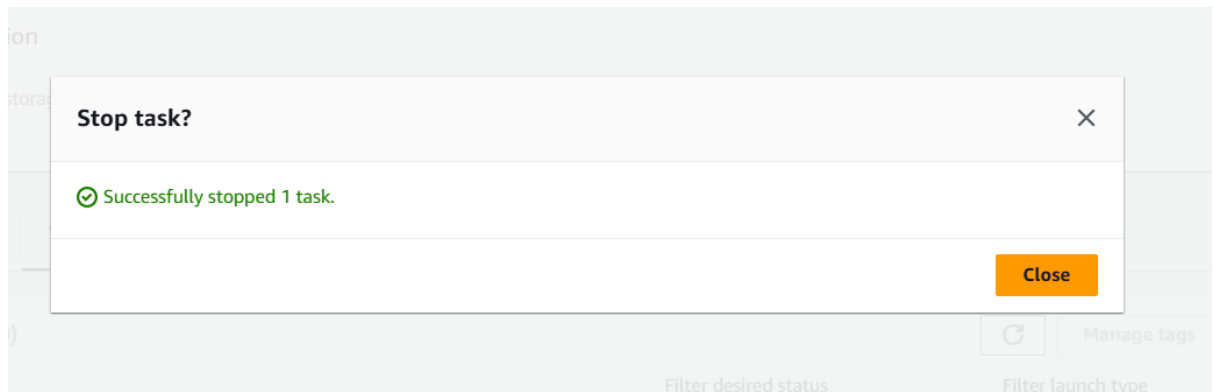 ion
storag
Stop task?
Successfully stopped 1 task.
Close
Manage tags
Filter desired status
Filter launch type